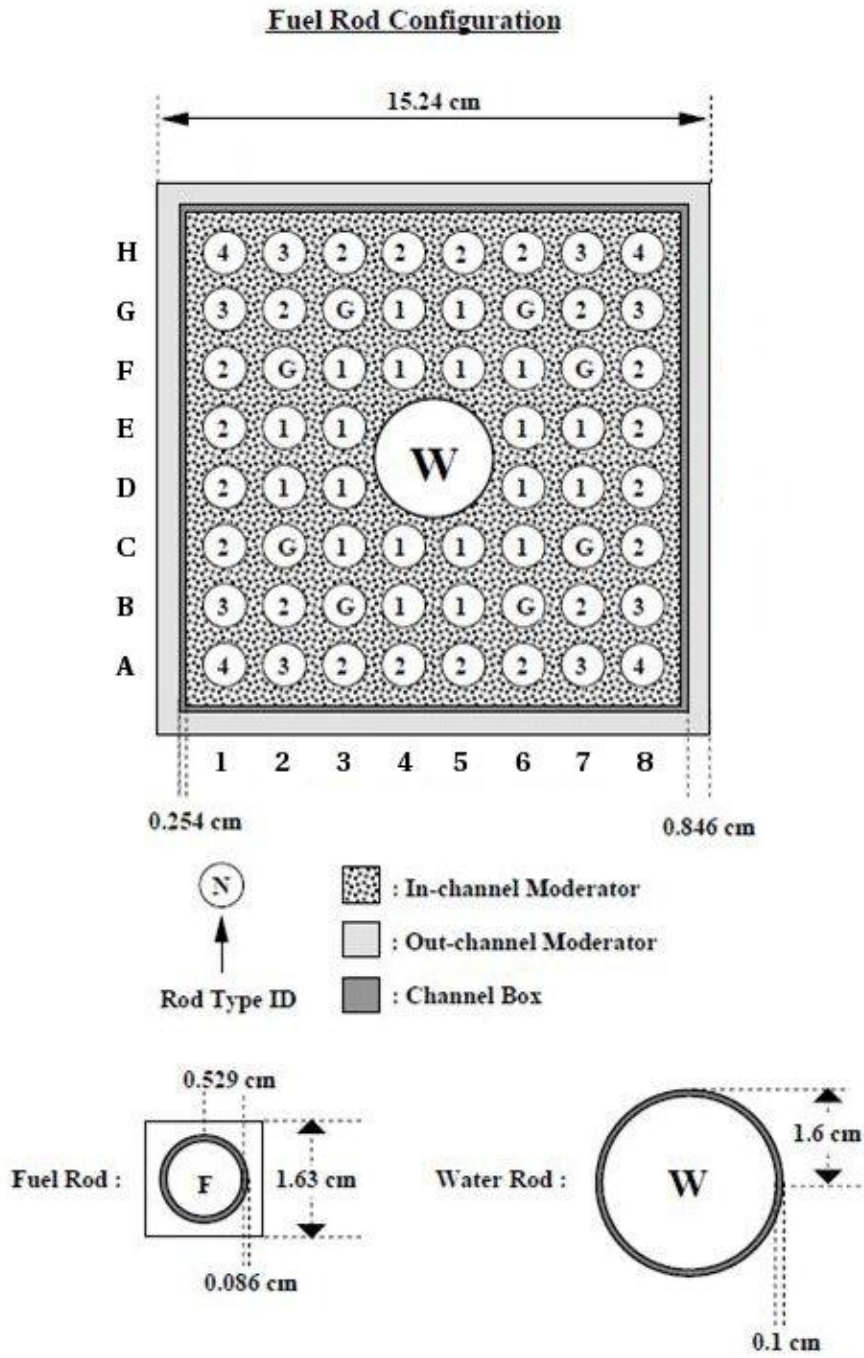 Fuel Rod Configuration
15.24 cm
H 4 3 2 2 2 2 3 4
G 3 2 G 1 1 G 2 3
F 2 G 1 1 1 1 G 2
E 2 1 1 1 1 2
W
D 2 1 1 1 1 2
C 2 G 1 1 1 1 G 2
B 3 2 G 1 1 G 2 3
A 4 3 2 2 2 2 3 4
1 2 3 4 5 6 7 8
0.254 cm 0.846 cm
N : In-channel Moderator
: Out-channel Moderator
Rod Type ID : Channel Box
0.529 cm
1.6 cm
Fuel Rod : F 1.63 cm Water Rod : W
0.086 cm
0.1 cm